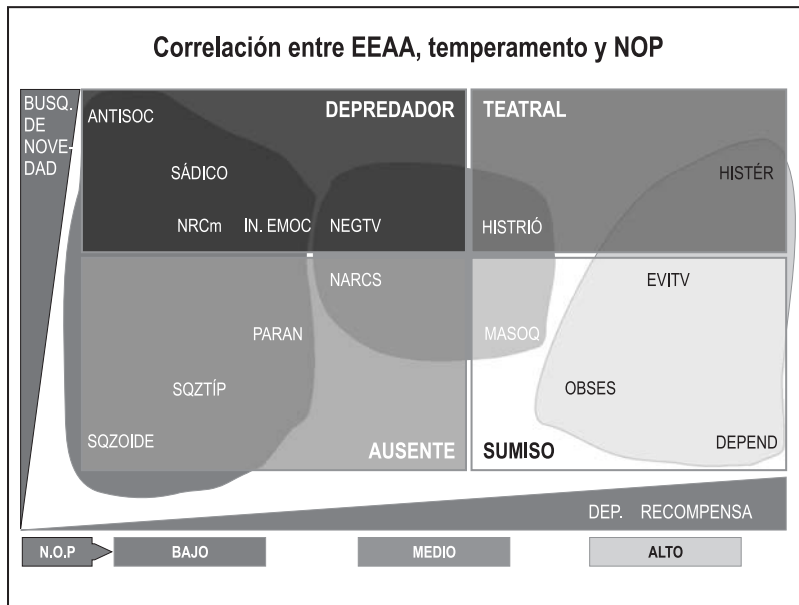 Correlación entre EEAA, temperamento y NOP
BUSQ.
DE
NOVE-
DAD
ANTISOC
DEPREDADOR
TEATRAL
SÁDICO
HISTÉR
NRCm
IN. EMOC
NEGTV
HISTRIÓ
NARCS
EVITV
PARAN
MASOQ
SQZTÍP
OBSES
SQZOIDE
AUSENTE
SUMISO
DEPEND
DEP. RECOMPENSA
N.O.P
BAJO
MEDIO
ALTO